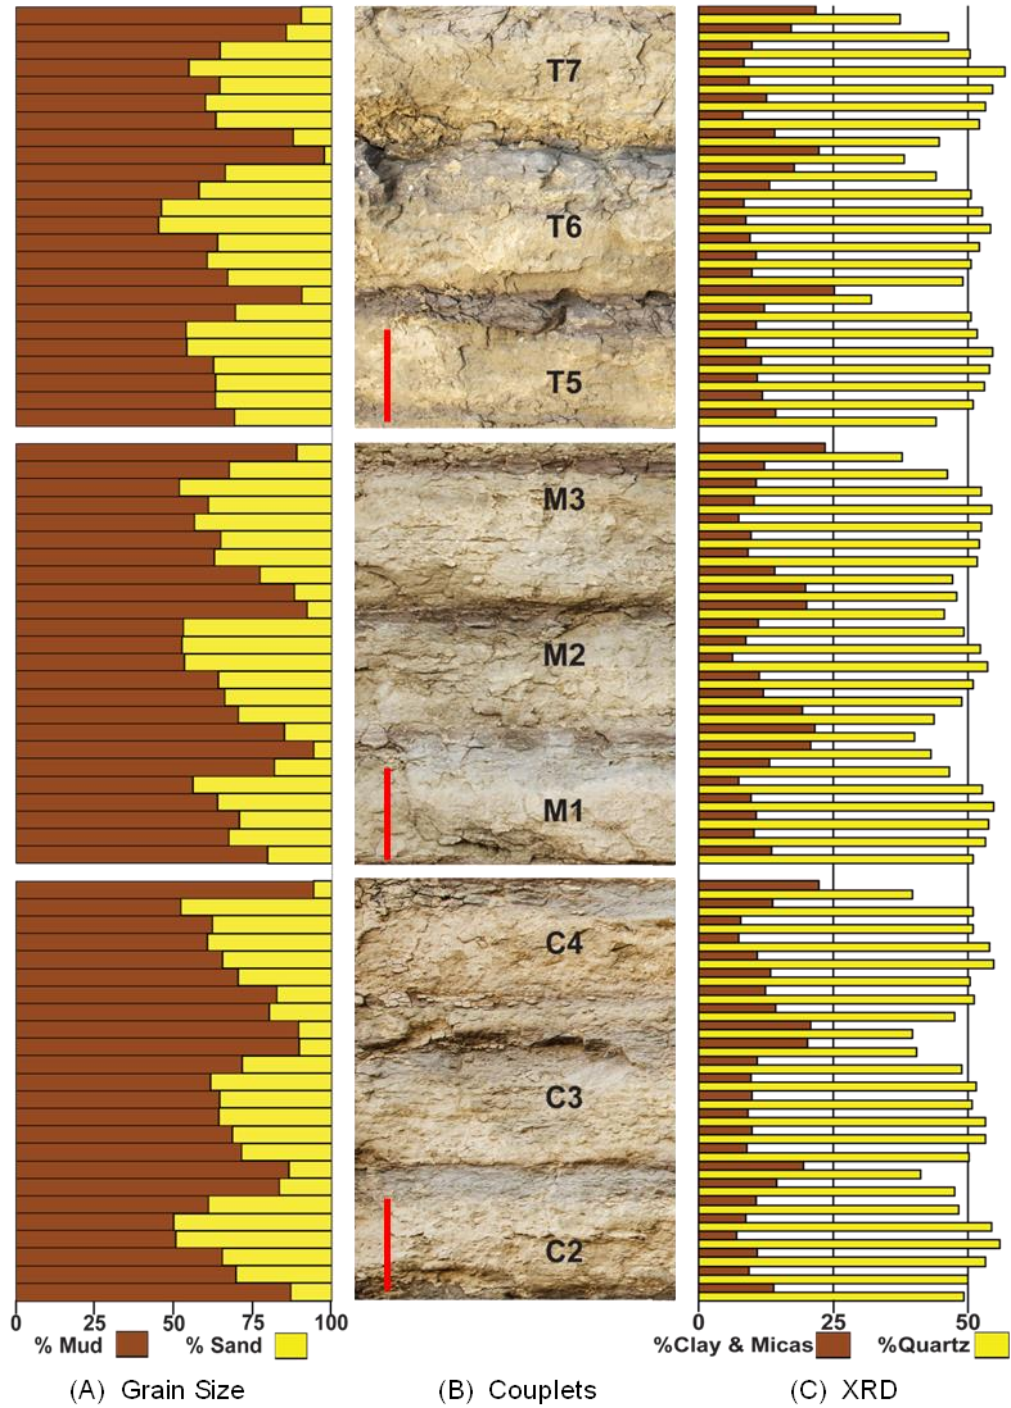 T7
T6
T5
M3
M2
M1
C4
C3
C2
0 25 50 75 100
0 25 50
% Mud % Sand
%Clay & Micas %Quartz
(A) Grain Size (B) Couplets (C) XRD